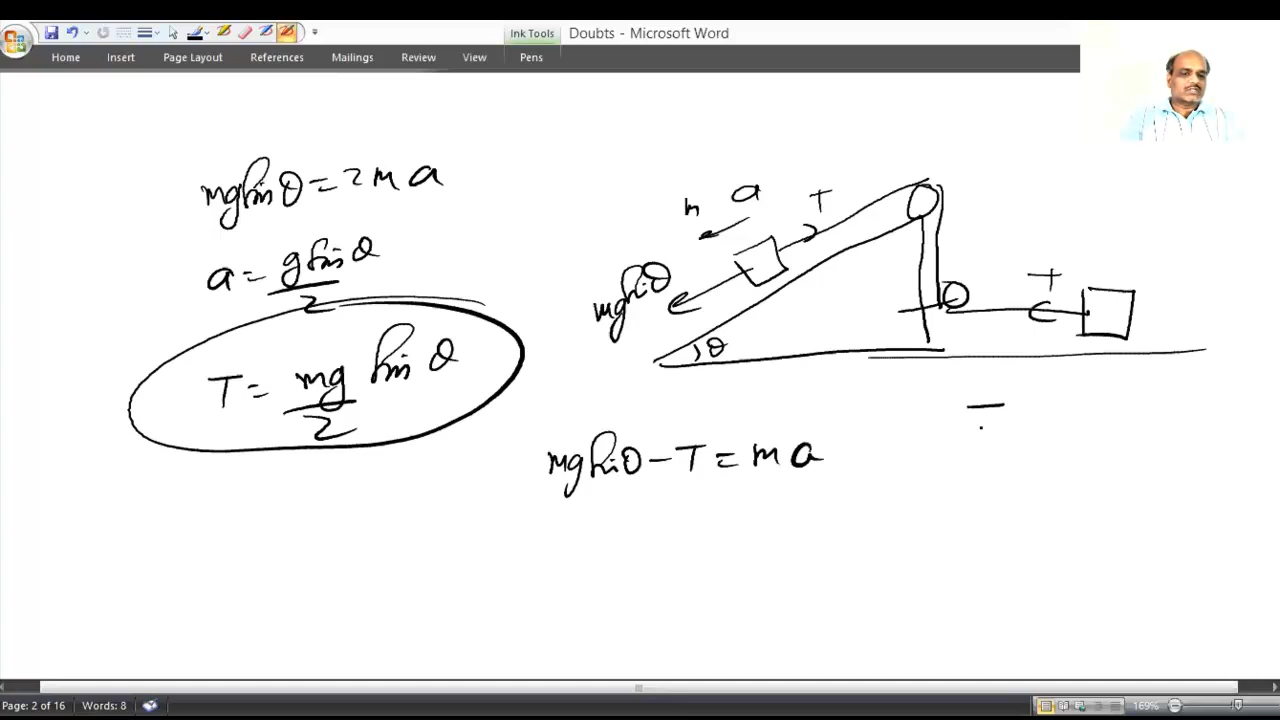 Ink Tools
Doubts - Microsoft Word
Home Insert Page Layout References Mailings Review View Pens
mg sin θ = 2 m a
a = g sin θ / 2
T = mg / 2 sin θ
m a T
mg sin θ
θ
T
mg sin θ - T = m a
Page: 2 of 16 Words: 8 169%